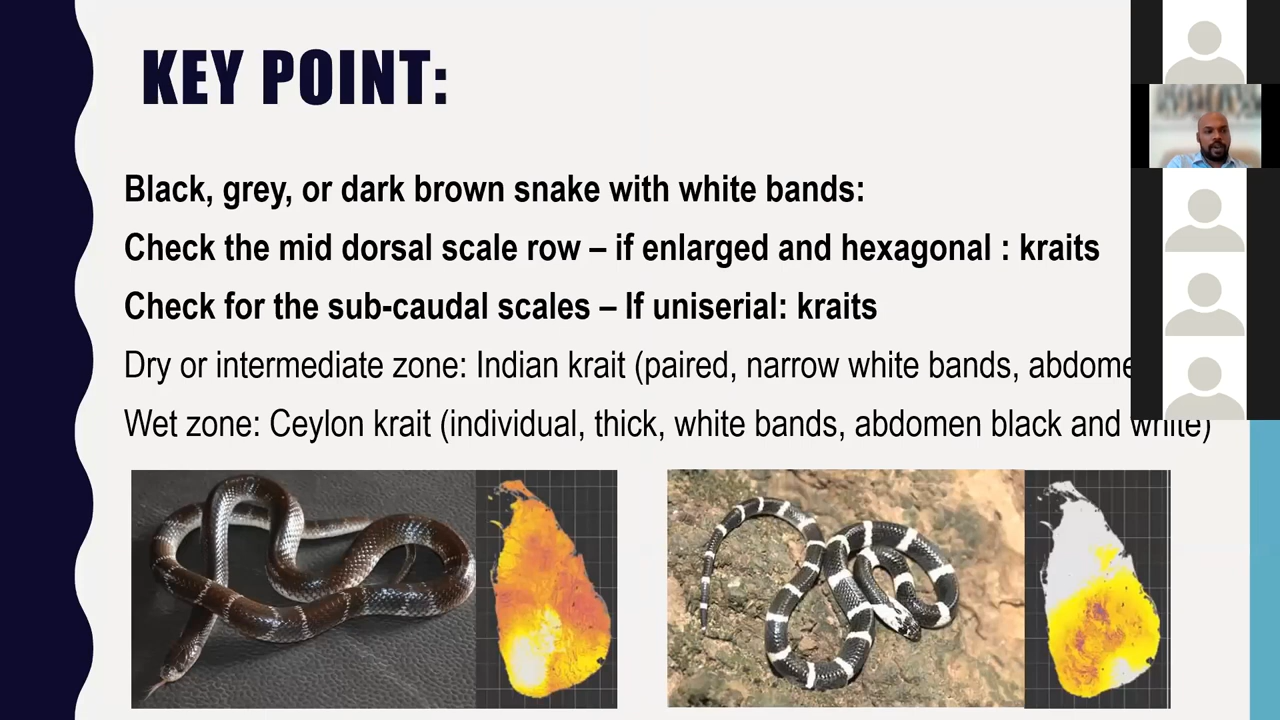 KEY POINT:
Black, grey, or dark brown snake with white bands:
Check the mid dorsal scale row – if enlarged and hexagonal : kraits
Check for the sub-caudal scales – If uniserial: kraits
Dry or intermediate zone: Indian krait (paired, narrow white bands,
Wet zone: Ceylon krait (individual, thick, white bands, abdomen black and white)